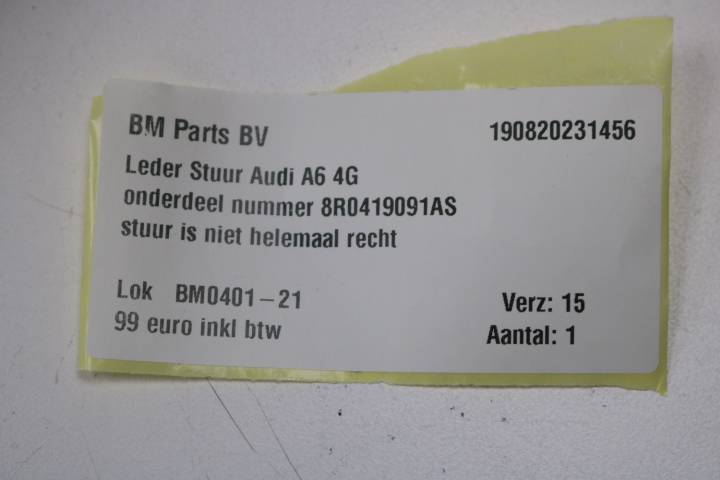 BM Parts BV 190820231456
Leder Stuur Audi A6 4G
onderdeel nummer 8R0419091AS
stuur is niet helemaal recht
Lok BM0401-21 Verz: 15
99 euro inkl btw Aantal: 1